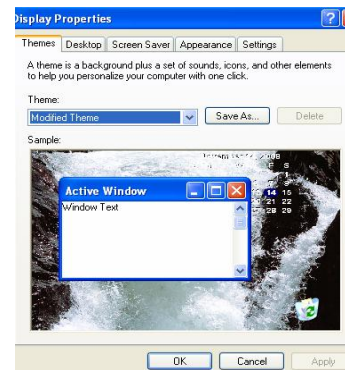 Display Properties
Themes Desktop Screen Saver Appearance Settings
A theme is a background plus a set of sounds, icons, and other elements
to help you personalize your computer with one click.
Theme:
Modified Theme Save As... Delete
Sample:
F S
1
Active Window
14 15
Window Text
20 21 22
27 28 29
OK Cancel Apply